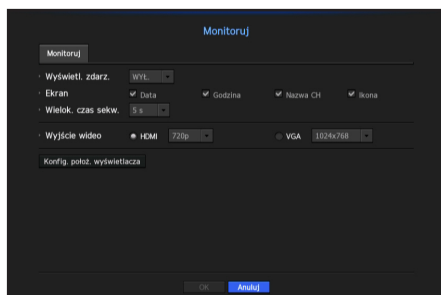 Monitoruj
Monitoruj
Wyświetl. zdarz. WYŁ.
Ekran Data Godzina Nazwa CH Ikona
Wielok. czas sekw. 5 s
Wyjście wideo HDMI 720p VGA 1024x768
Konfig. położ. wyświetlacza
OK Anuluj